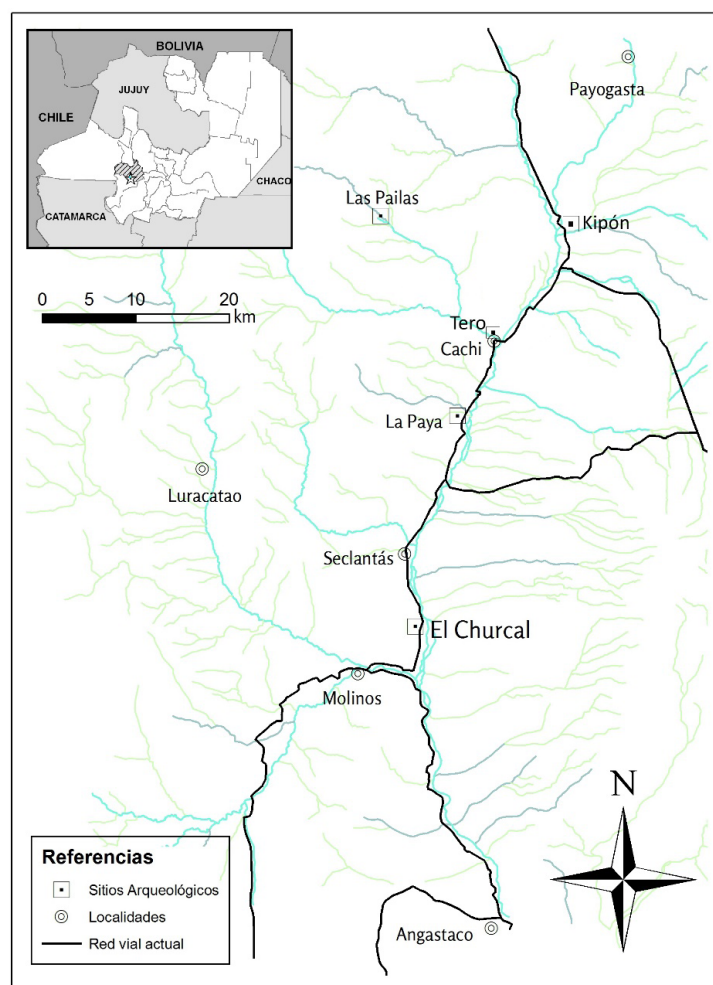 BOLIVIA
JUJUY
CHILE
CHACO
CATAMARCA
Payogasta
Las Pailas
Kipón
0 5 10 20
km
Tero
Cachi
La Paya
Luracatao
Seclantás
El Churcal
Molinos
N
Referencias
Sitios Arqueológicos
Localidades
Red vial actual
Angastaco